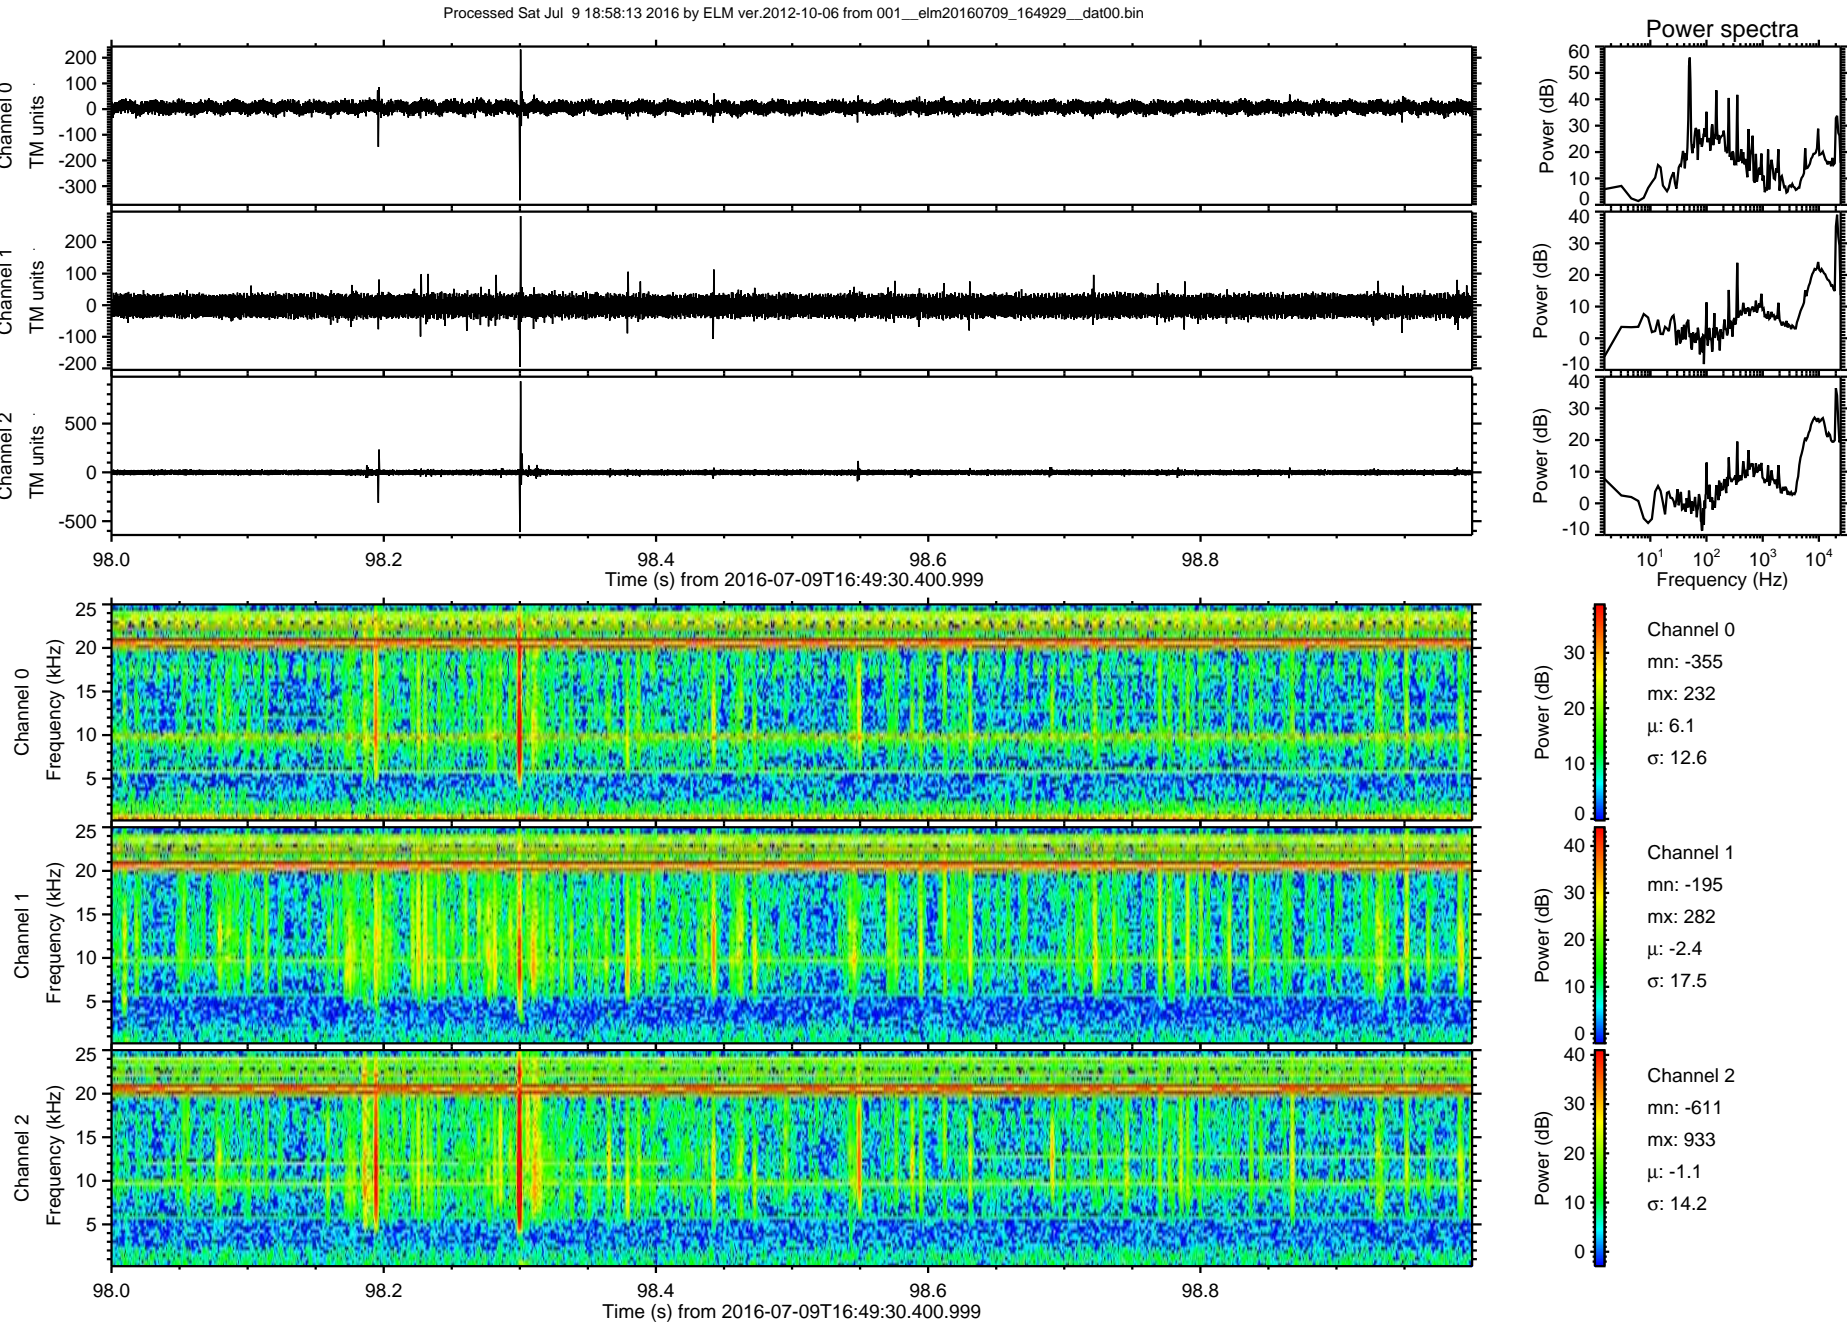 Processed Sat Jul 9 18:58:13 2016 by ELM ver.2012-10-06 from 001__elm20160709_164929__dat00.bin
Power spectra
Channel 0
TM units
200
100
0
-100
-200
-300
Power (dB)
60
50
40
30
20
10
0
Channel 1
TM units
200
100
0
-100
-200
Power (dB)
40
30
20
10
0
-10
Channel 2
TM units
500
0
-500
Power (dB)
40
30
20
10
0
-10
98.0 98.2 98.4 98.6 98.8
Time (s) from 2016-07-09T16:49:30.400.999
10^1 10^2 10^3 10^4
Frequency (Hz)
Channel 0
Frequency (kHz)
25
20
15
10
5
Power (dB)
30
20
10
0
Channel 0
mn: -355
mx: 232
μ: 6.1
σ: 12.6
Channel 1
Frequency (kHz)
25
20
15
10
5
Power (dB)
40
30
20
10
0
Channel 1
mn: -195
mx: 282
μ: -2.4
σ: 17.5
Channel 2
Frequency (kHz)
25
20
15
10
5
Power (dB)
40
30
20
10
0
Channel 2
mn: -611
mx: 933
μ: -1.1
σ: 14.2
98.0 98.2 98.4 98.6 98.8
Time (s) from 2016-07-09T16:49:30.400.999